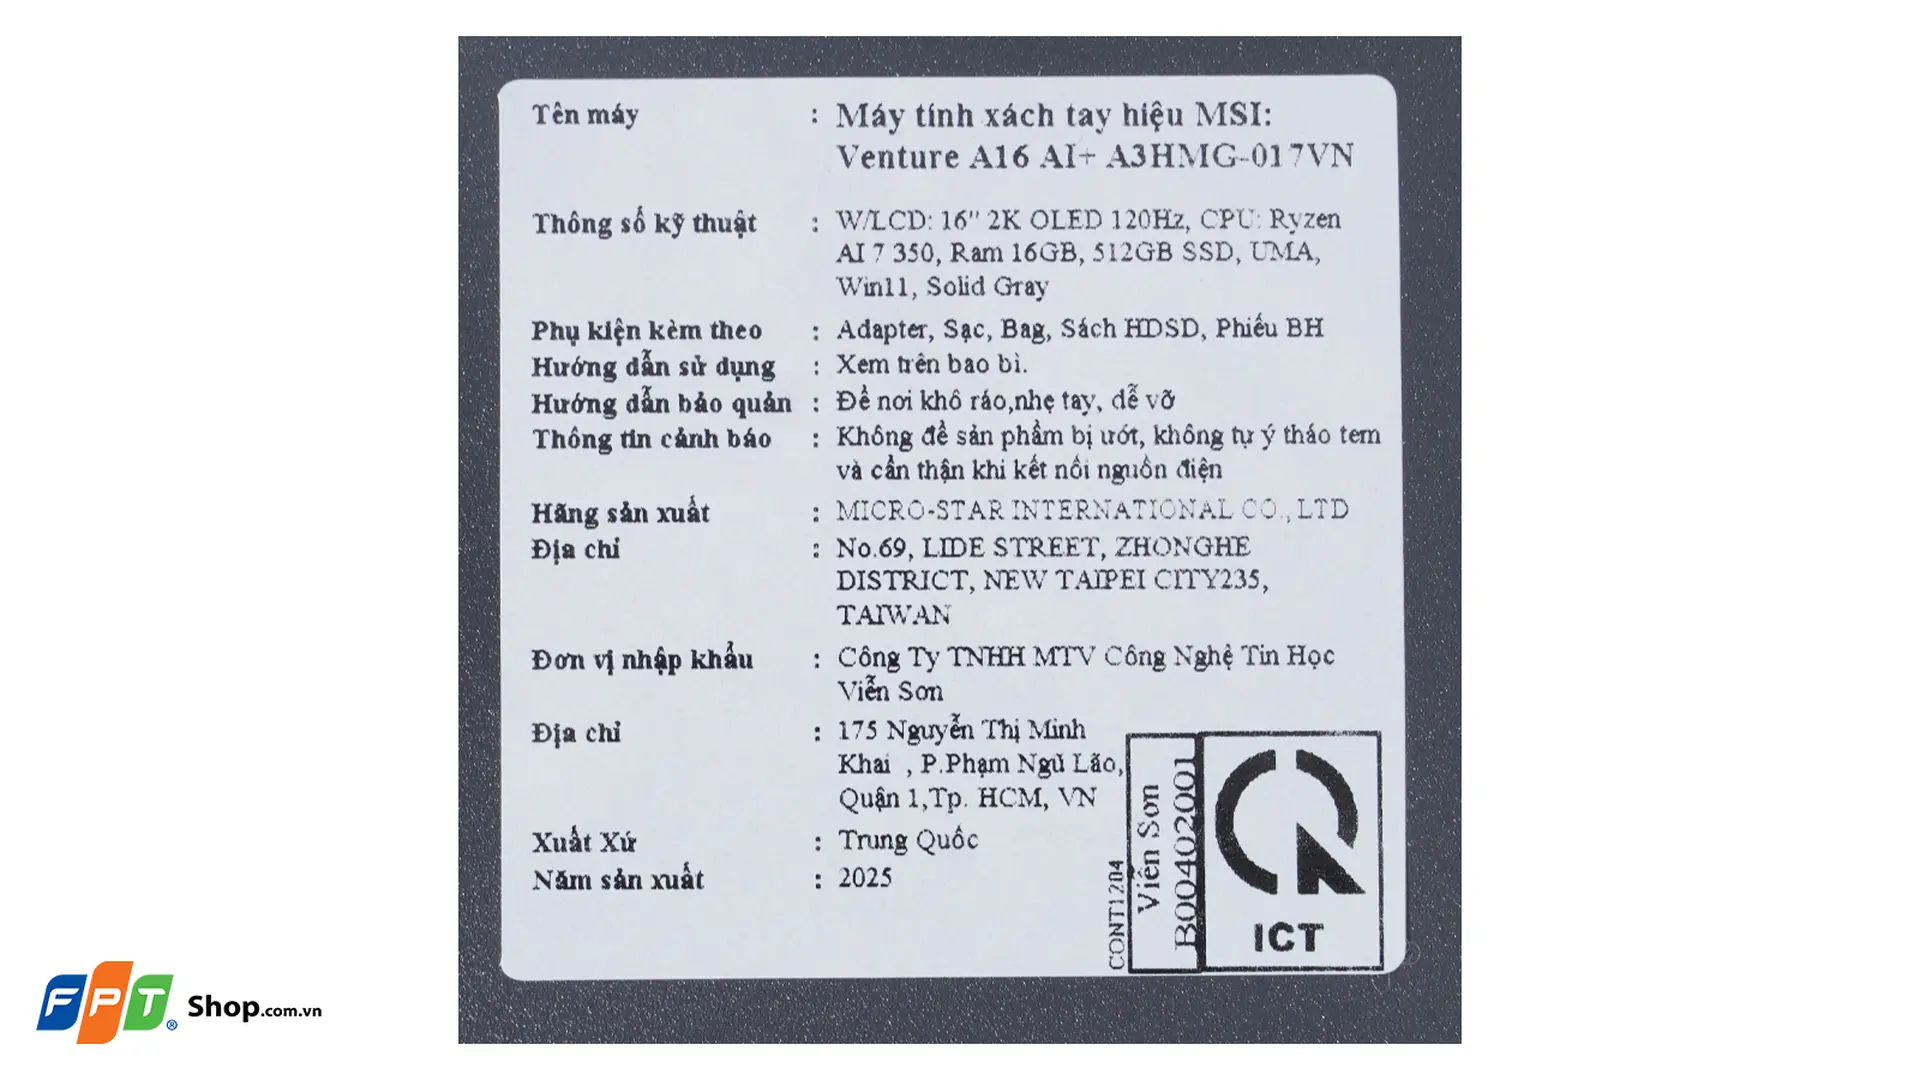 Tên máy : Máy tính xách tay hiệu MSI:
Venture A16 AI+ A3HMG-017VN
Thông số kỹ thuật : W/LCD: 16" 2K OLED 120Hz, CPU: Ryzen
AI 7 350, Ram 16GB, 512GB SSD, UMA,
Win11, Solid Gray
Phụ kiện kèm theo : Adapter, Sạc, Bag, Sách HDSD, Phiếu BH
Hướng dẫn sử dụng : Xem trên bao bì.
Hướng dẫn bảo quản : Để nơi khô ráo,nhẹ tay, dễ vỡ
Thông tin cảnh báo : Không để sản phẩm bị ướt, không tự ý tháo tem
và cẩn thận khi kết nối nguồn điện
Hãng sản xuất : MICRO-STAR INTERNATIONAL CO., LTD
Địa chỉ : No.69, LIDE STREET, ZHONGHE
DISTRICT, NEW TAIPEI CITY235,
TAIWAN
Đơn vị nhập khẩu : Công Ty TNHH MTV Công Nghệ Tin Học
Viễn Sơn
Địa chỉ : 175 Nguyễn Thị Minh
Khai , P.Phạm Ngũ Lão,
Quận 1,Tp. HCM, VN
Xuất Xứ : Trung Quốc
Năm sản xuất : 2025
CONT1204
Viễn Sơn
B00402001
ICT
FPT® Shop.com.vn